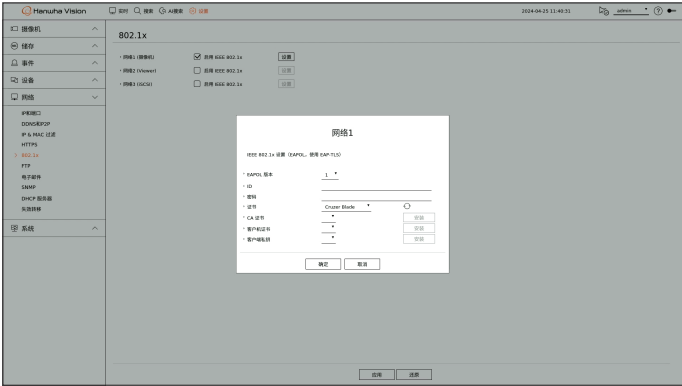 Hanwha Vision 实时 搜索 AI搜索 设置 2024-04-25 11:40:31 admin
摄像机
储存
事件
设备
网络
IP和端口
DDNS和P2P
IP & MAC 过滤
HTTPS
802.1x
FTP
电子邮件
SNMP
DHCP 服务器
失效转移
系统
802.1x
网络1 (摄像机) 启用 IEEE 802.1x 设置
网络2 (Viewer) 启用 IEEE 802.1x 设置
网络3 (iSCSI) 启用 IEEE 802.1x 设置
网络1
IEEE 802.1x 设置 (EAPOL，使用 EAP-TLS)
EAPOL 版本 1
ID
密码
证书 Cruzer Blade
CA 证书 安装
客户机证书 安装
客户端私钥 安装
确定 取消
应用 还原